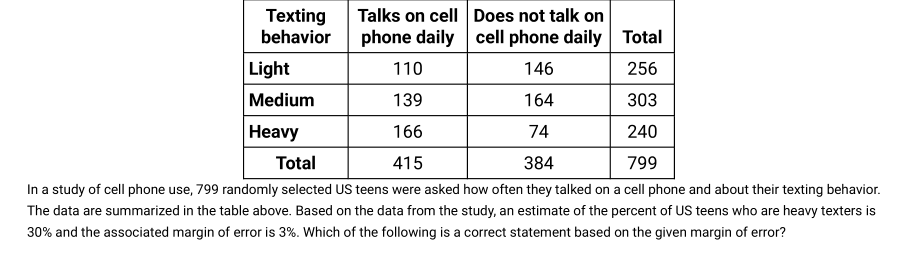 Texting behavior | Talks on cell phone daily | Does not talk on cell phone daily | Total
Light | 110 | 146 | 256
Medium | 139 | 164 | 303
Heavy | 166 | 74 | 240
Total | 415 | 384 | 799
In a study of cell phone use, 799 randomly selected US teens were asked how often they talked on a cell phone and about their texting behavior.
The data are summarized in the table above. Based on the data from the study, an estimate of the percent of US teens who are heavy texters is
30% and the associated margin of error is 3%. Which of the following is a correct statement based on the given margin of error?